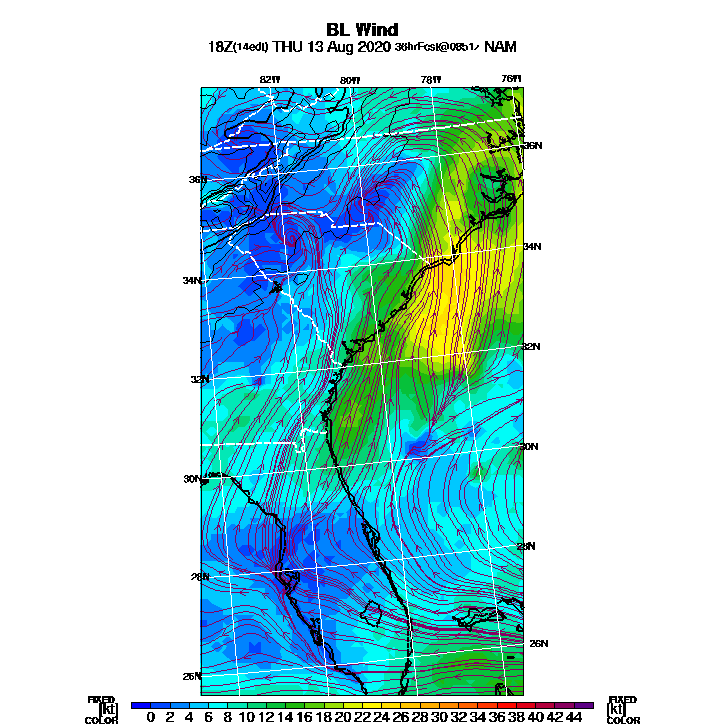 BL Wind
18Z(14edt) THU 13 Aug 2020 36hrFcst@0851z NAM
82W 80W 78W 76W
36N
36N
34N
34N
32N
32N
30N
30N
28N
28N
26N
26N
FIXED FIXED
[kt] 0 2 4 6 8 10 12 14 16 18 20 22 24 26 28 30 32 34 36 38 40 42 44 [kt]
COLOR COLOR